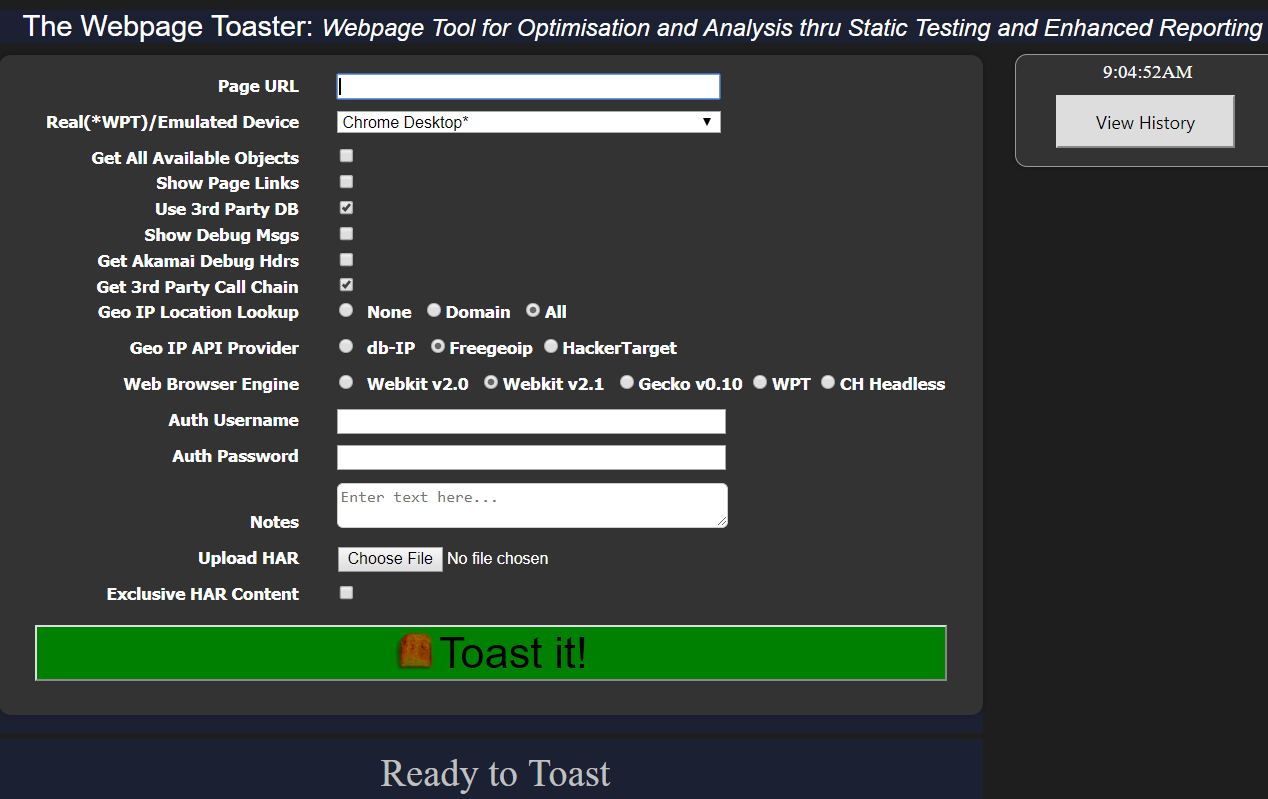 The Webpage Toaster: Webpage Tool for Optimisation and Analysis thru Static Testing and Enhanced Reporting
9:04:52AM
View History
Page URL
Real(*WPT)/Emulated Device Chrome Desktop*
Get All Available Objects
Show Page Links
Use 3rd Party DB
Show Debug Msgs
Get Akamai Debug Hdrs
Get 3rd Party Call Chain
Geo IP Location Lookup None Domain All
Geo IP API Provider db-IP Freegeoip HackerTarget
Web Browser Engine Webkit v2.0 Webkit v2.1 Gecko v0.10 WPT CH Headless
Auth Username
Auth Password
Enter text here...
Notes
Upload HAR Choose File No file chosen
Exclusive HAR Content
Toast it!
Ready to Toast